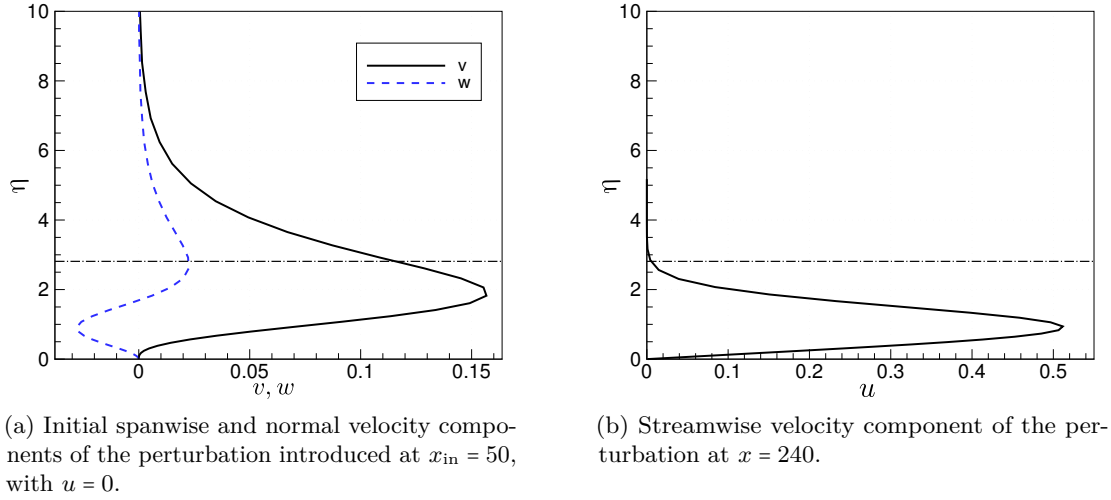 10
8
6
4
2
0
η
0
0.05
0.1
0.15
v, w
v
w
10
8
6
4
2
0
η
0
0.1
0.2
0.3
0.4
0.5
u
(a) Initial spanwise and normal velocity compo-
nents of the perturbation introduced at x_in = 50,
with u = 0.
(b) Streamwise velocity component of the per-
turbation at x = 240.